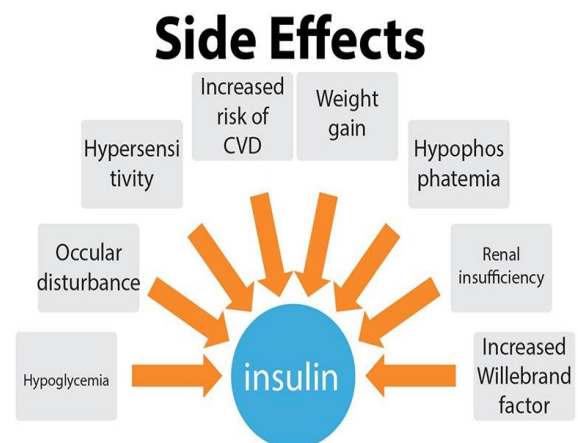 Side Effects
Increased
risk of
CVD
Weight
gain
Hypersensi
tivity
Hypophos
phatemia
Occular
disturbance
Renal
insufficiency
Hypoglycemia
insulin
Increased
Willebrand
factor